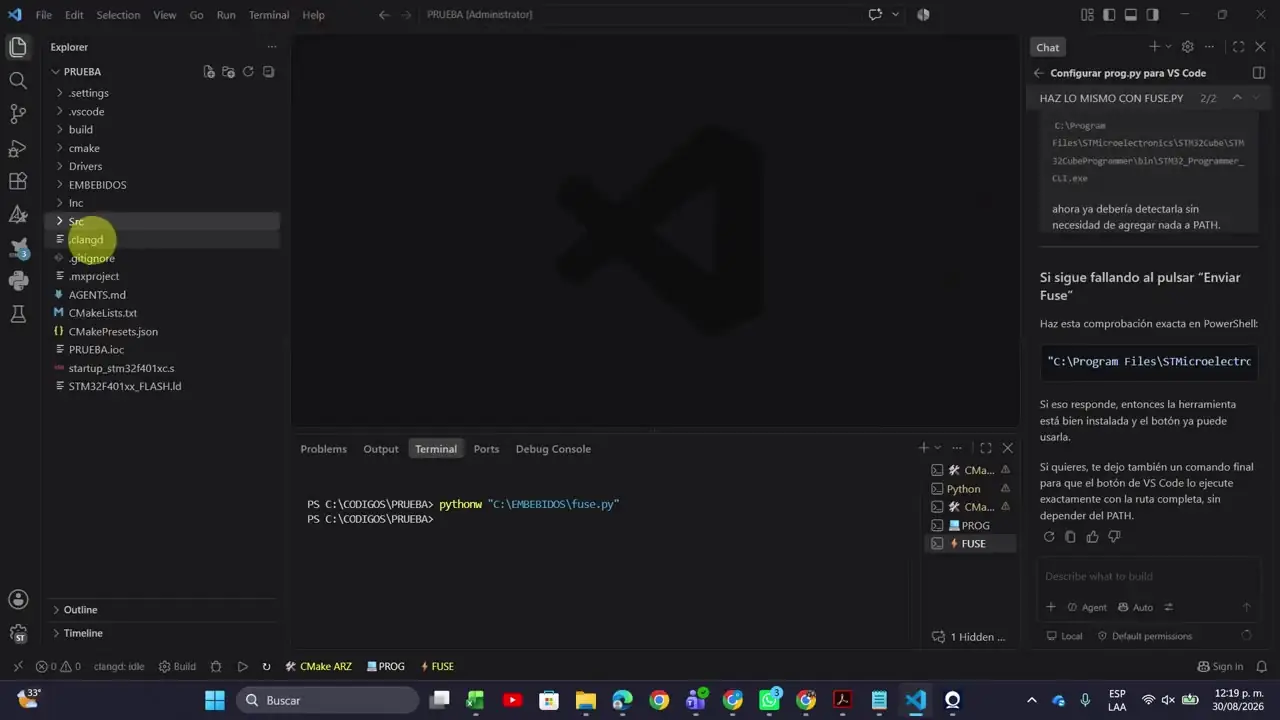 File Edit Selection View Go Run Terminal Help
PRUEBA [Administrator]
Explorer
PRUEBA
.settings
.vscode
build
cmake
Drivers
EMBEBIDOS
Inc
Src
.clangd
.gitignore
.mxproject
AGENTS.md
CMakeLists.txt
CMakePresets.json
PRUEBA.ioc
startup_stm32f401xc.s
STM32F401xx_FLASH.ld
Outline
Timeline
3
ST
Problems Output Terminal Ports Debug Console
PS C:\CODIGOS\PRUEBA> pythonw "C:\EMBEBIDOS\fuse.py"
PS C:\CODIGOS\PRUEBA>
CMa...
Python
CMa...
PROG
FUSE
1 Hidden ...
Chat
Configurar prog.py para VS Code
HAZ LO MISMO CON FUSE.PY 2/2
C:\Program
Files\STMicroelectronics\STM32Cube\STM
32CubeProgrammer\bin\STM32_Programmer_
CLI.exe
ahora ya debería detectarla sin
necesidad de agregar nada a PATH.
Si sigue fallando al pulsar “Enviar
Fuse”
Haz esta comprobación exacta en PowerShell:
"C:\Program Files\STMicroelectrc
Si eso responde, entonces la herramienta
está bien instalada y el botón ya puede
usarla.
Si quieres, te dejo también un comando final
para que el botón de VS Code lo ejecute
exactamente con la ruta completa, sin
depender del PATH.
Describe what to build
Agent Auto
Local Default permissions
0 0 clangd: idle Build CMake ARZ PROG FUSE Sign in
33°
Buscar
3
ESP
LAA
12:19 p. m.
30/08/2026